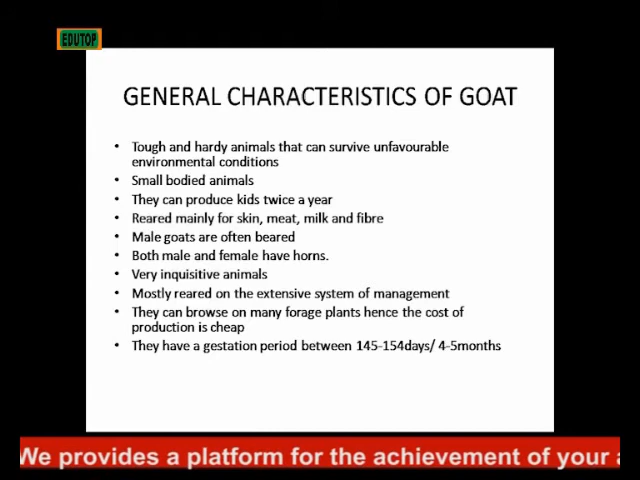 EDUTOP
GENERAL CHARACTERISTICS OF GOAT
• Tough and hardy animals that can survive unfavourable
environmental conditions
• Small bodied animals
• They can produce kids twice a year
• Reared mainly for skin, meat, milk and fibre
• Male goats are often bearded
• Both male and female have horns.
• Very inquisitive animals
• Mostly reared on the extensive system of management
• They can browse on many forage plants hence the cost of
production is cheap
• They have a gestation period between 145-154days/ 4-5months
We provides a platform for the achievement of your a